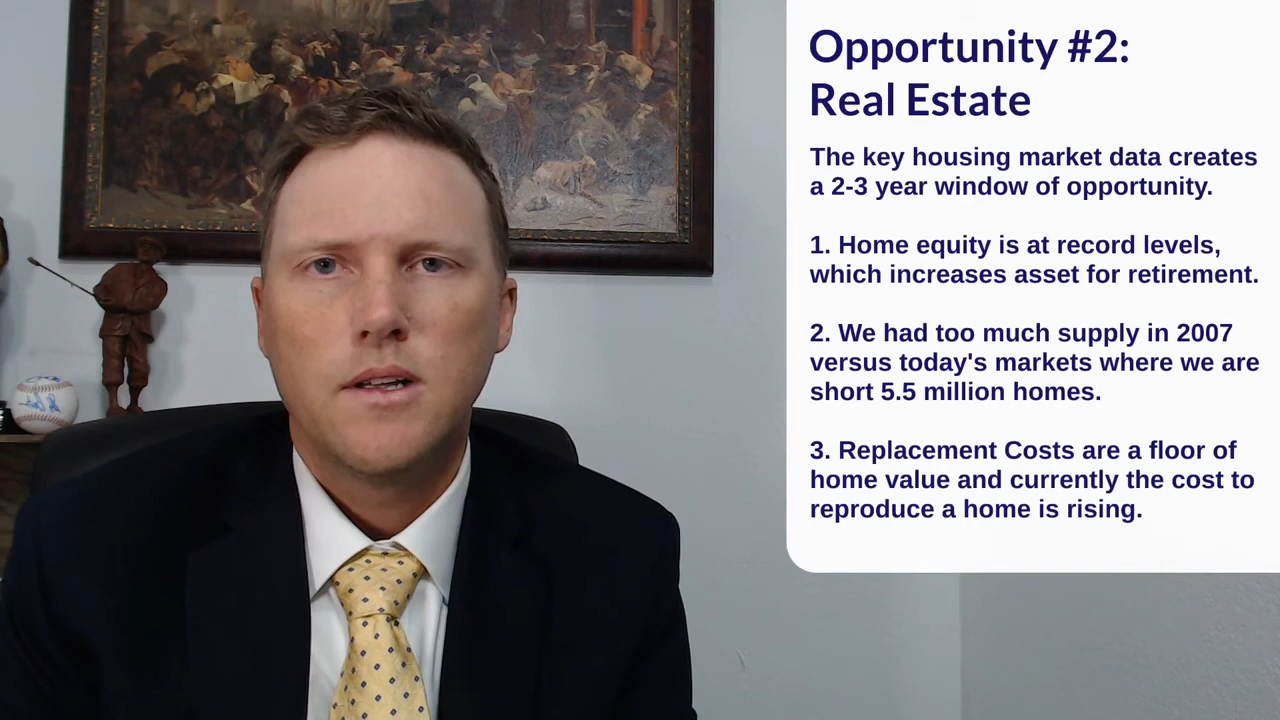 Opportunity #2:
Real Estate
The key housing market data creates
a 2-3 year window of opportunity.
1. Home equity is at record levels,
which increases asset for retirement.
2. We had too much supply in 2007
versus today's markets where we are
short 5.5 million homes.
3. Replacement Costs are a floor of
home value and currently the cost to
reproduce a home is rising.